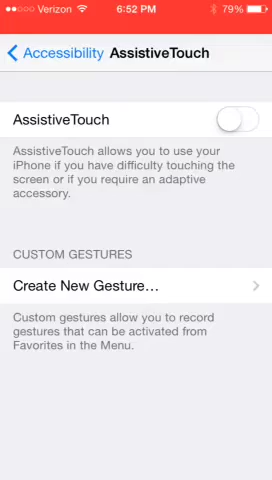 Verizon 6:52 PM 79%
Accessibility AssistiveTouch
AssistiveTouch
AssistiveTouch allows you to use your
iPhone if you have difficulty touching the
screen or if you require an adaptive
accessory.
CUSTOM GESTURES
Create New Gesture...
Custom gestures allow you to record
gestures that can be activated from
Favorites in the Menu.